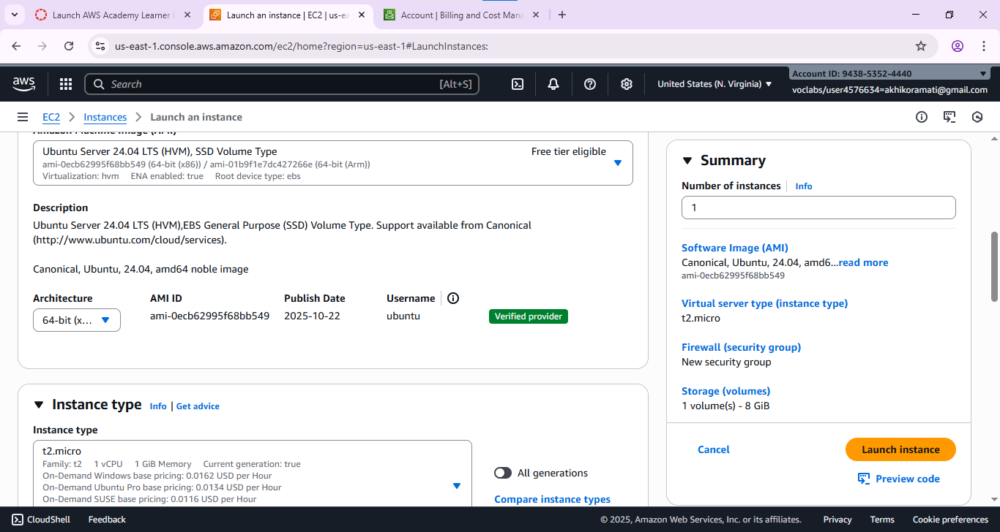 Launch AWS Academy Learner L
Launch an instance | EC2 | us-ea
Account | Billing and Cost Mana
us-east-1.console.aws.amazon.com/ec2/home?region=us-east-1#LaunchInstances:
aws
Search
[Alt+S]
United States (N. Virginia)
Account ID: 9438-5352-4440
voclabs/user4576634=akhikoramati@gmail.com
EC2
Instances
Launch an instance
Amazon Machine Image (AMI)
Ubuntu Server 24.04 LTS (HVM), SSD Volume Type
Free tier eligible
ami-0ecb62995f68bb549 (64-bit (x86)) / ami-01b9f1e7dc427266e (64-bit (Arm))
Virtualization: hvm ENA enabled: true Root device type: ebs
Description
Ubuntu Server 24.04 LTS (HVM),EBS General Purpose (SSD) Volume Type. Support available from Canonical
(http://www.ubuntu.com/cloud/services).
Canonical, Ubuntu, 24.04, amd64 noble image
Architecture
AMI ID
Publish Date
Username
64-bit (x...
ami-0ecb62995f68bb549
2025-10-22
ubuntu
Verified provider
Instance type
Info | Get advice
Instance type
t2.micro
Family: t2 1 vCPU 1 GiB Memory Current generation: true
On-Demand Windows base pricing: 0.0162 USD per Hour
On-Demand Ubuntu Pro base pricing: 0.0134 USD per Hour
On-Demand SUSE base pricing: 0.0116 USD per Hour
All generations
Compare instance types
Summary
Number of instances
Info
1
Software Image (AMI)
Canonical, Ubuntu, 24.04, amd6...read more
ami-0ecb62995f68bb549
Virtual server type (instance type)
t2.micro
Firewall (security group)
New security group
Storage (volumes)
1 volume(s) - 8 GiB
Cancel
Launch instance
Preview code
CloudShell
Feedback
© 2025, Amazon Web Services, Inc. or its affiliates.
Privacy
Terms
Cookie preferences